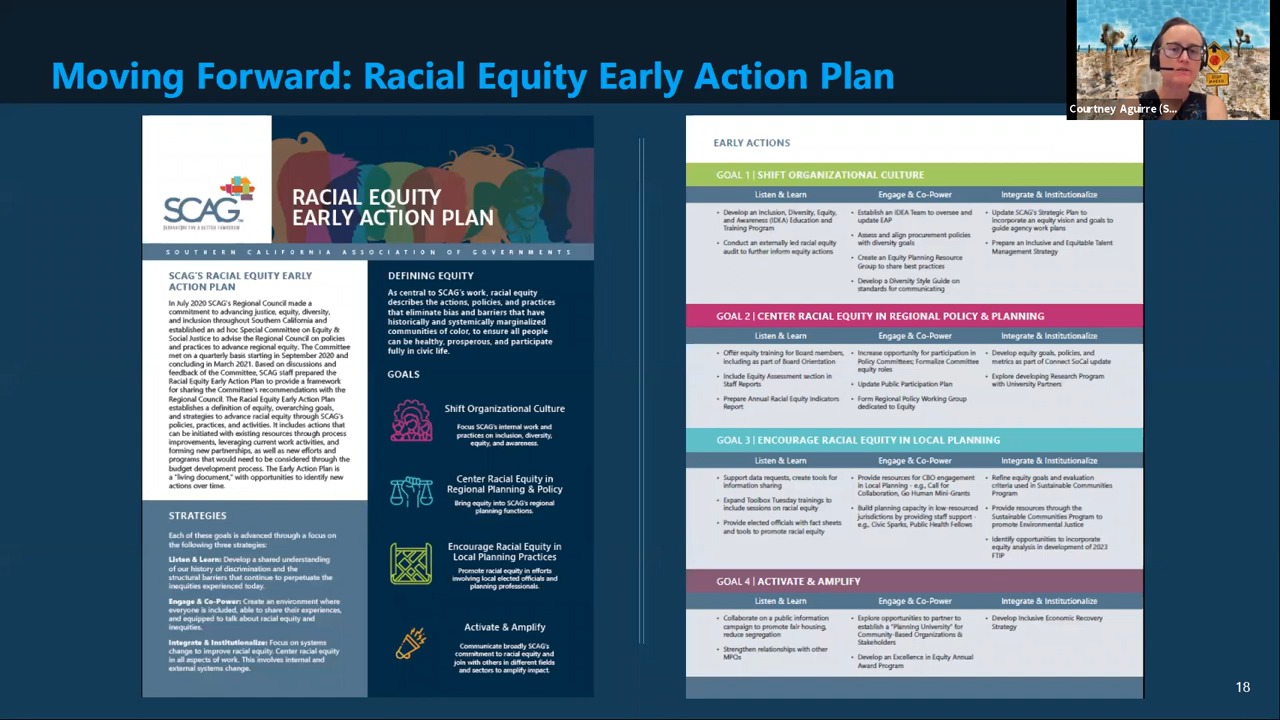 Moving Forward: Racial Equity Early Action Plan
Courtney Aguirre (S...
SCAG
INNOVATING FOR A BETTER TOMORROW
RACIAL EQUITY
EARLY ACTION PLAN
SOUTHERN CALIFORNIA ASSOCIATION OF GOVERNMENTS
SCAG'S RACIAL EQUITY EARLY
ACTION PLAN
In July 2020 SCAG's Regional Council made a
commitment to advancing justice, equity, diversity,
and inclusion throughout Southern California and
established an ad hoc Special Committee on Equity &
Social Justice to advise the Regional Council on policies
and practices to advance regional equity. The Committee
met on a quarterly basis starting in September 2020 and
concluding in March 2021. Based on discussions and
feedback of the Committee, SCAG staff prepared the
Racial Equity Early Action Plan to provide a framework
for sharing the Committee's recommendations with the
Regional Council. The Racial Equity Early Action Plan
establishes a definition of equity, overarching goals,
and strategies to advance racial equity through SCAG's
policies, practices, and activities. It includes actions that
can be initiated with existing resources through process
improvements, leveraging current work activities, and
forming new partnerships, as well as new efforts and
programs that would need to be considered through the
budget development process. The Early Action Plan is
a "living document," with opportunities to identify new
actions over time.
STRATEGIES
Each of these goals is advanced through a focus on
the following three strategies:
Listen & Learn: Develop a shared understanding
of our history of discrimination and the
structural barriers that continue to perpetuate the
inequities experienced today.
Engage & Co-Power: Create an environment where
everyone is included, able to share their experiences,
and equipped to talk about racial equity and
inequities.
Integrate & Institutionalize: Focus on systems
change to improve racial equity. Center racial equity
in all aspects of work. This involves internal and
external systems change.
DEFINING EQUITY
As central to SCAG's work, racial equity
describes the actions, policies, and practices
that eliminate bias and barriers that have
historically and systemically marginalized
communities of color, to ensure all people
can be healthy, prosperous, and participate
fully in civic life.
GOALS
Shift Organizational Culture
Focus SCAG's internal work and
practices on inclusion, diversity,
equity, and awareness.
Center Racial Equity in
Regional Planning & Policy
Bring equity into SCAG's regional
planning functions.
Encourage Racial Equity in
Local Planning Practices
Promote racial equity in efforts
involving local elected officials and
planning professionals.
Activate & Amplify
Communicate broadly SCAG's
commitment to racial equity and
join with others in different fields
and sectors to amplify impact.
EARLY ACTIONS
GOAL 1 | SHIFT ORGANIZATIONAL CULTURE
Listen & Learn
• Develop an Inclusion, Diversity, Equity,
and Awareness (IDEA) Education and
Training Program
• Conduct an externally led racial equity
audit to further inform equity actions
Engage & Co-Power
• Establish an IDEA Team to oversee and
update EAP
• Assess and align procurement policies
with diversity goals
• Create an Equity Planning Resource
Group to share best practices
• Develop a Diversity Style Guide on
standards for communicating
Integrate & Institutionalize
• Update SCAG's Strategic Plan to
incorporate an equity vision and goals to
guide agency work plans
• Prepare an Inclusive and Equitable Talent
Management Strategy
GOAL 2 | CENTER RACIAL EQUITY IN REGIONAL POLICY & PLANNING
Listen & Learn
• Offer equity training for Board members,
including as part of Board Orientation
• Include Equity Assessment section in
Staff Reports
• Prepare Annual Racial Equity Indicators
Report
Engage & Co-Power
• Increase opportunity for participation in
Policy Committees; Formalize Committee
equity roles
• Update Public Participation Plan
• Form Regional Policy Working Group
dedicated to Equity
Integrate & Institutionalize
• Develop equity goals, policies, and
metrics as part of Connect SoCal update
• Explore developing Research Program
with University Partners
GOAL 3 | ENCOURAGE RACIAL EQUITY IN LOCAL PLANNING
Listen & Learn
• Support data requests, create tools for
information sharing
• Expand Toolbox Tuesday trainings to
include sessions on racial equity
• Provide elected officials with fact sheets
and tools to promote racial equity
Engage & Co-Power
• Provide resources for CBO engagement
in Local Planning - e.g., Call for
Collaboration, Go Human Mini-Grants
• Build planning capacity in low-resourced
jurisdictions by providing staff support -
e.g., Civic Sparks, Public Health Fellows
Integrate & Institutionalize
• Refine equity goals and evaluation
criteria used in Sustainable Communities
Program
• Provide resources through the
Sustainable Communities Program to
promote Environmental Justice
• Identify opportunities to incorporate
equity analysis in development of 2023
FTIP
GOAL 4 | ACTIVATE & AMPLIFY
Listen & Learn
• Collaborate on a public information
campaign to promote fair housing,
reduce segregation
• Strengthen relationships with other
MPOs
Engage & Co-Power
• Explore opportunities to partner to
establish a "Planning University" for
Community-Based Organizations &
Stakeholders
• Develop an Excellence in Equity Annual
Award Program
Integrate & Institutionalize
• Develop Inclusive Economic Recovery
Strategy
18